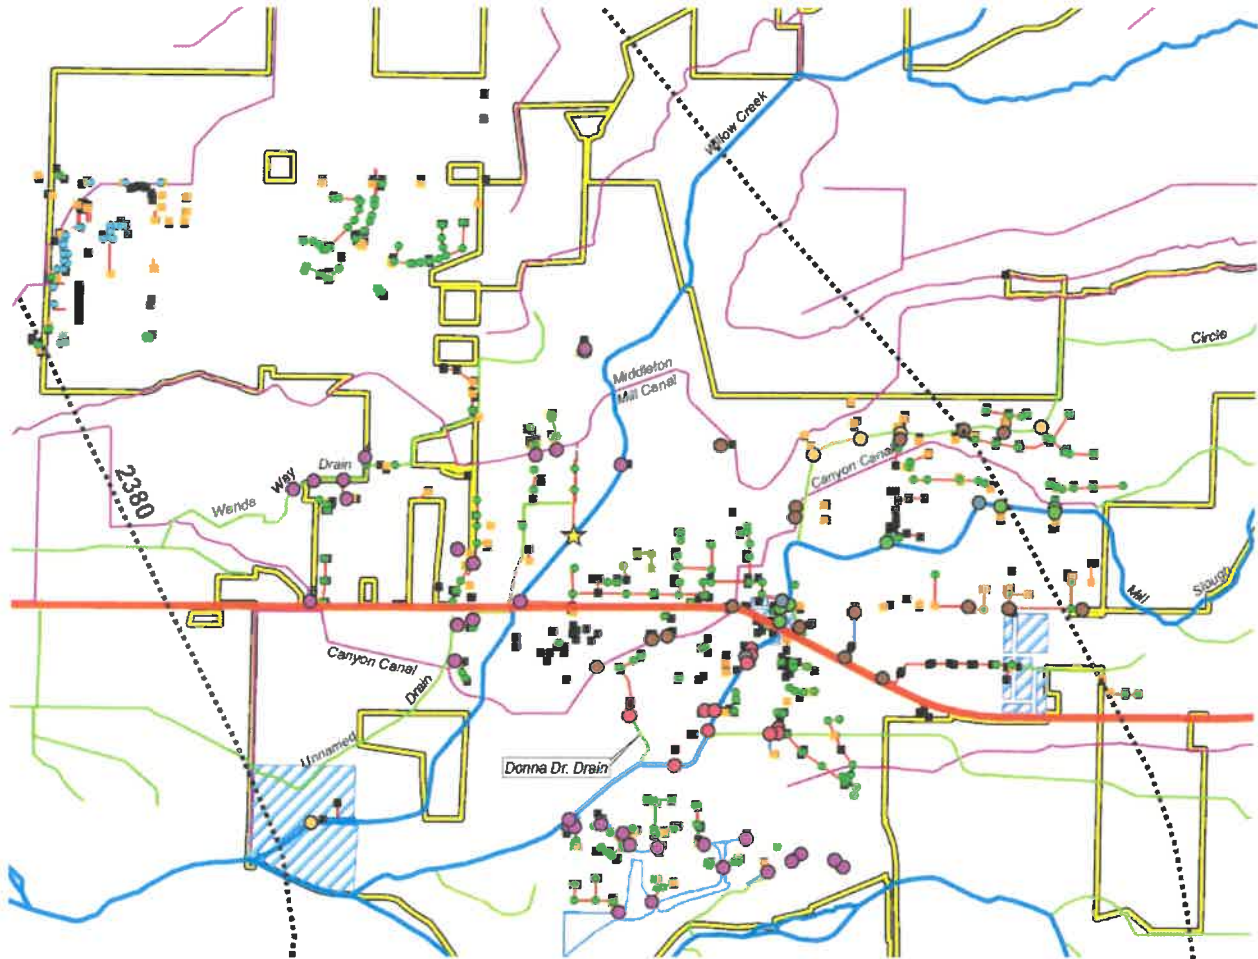 Willow Creek
Circle
Middleton
Mill Canal
Canyon Canal
Drain
Way
Wanda
2380
Mill
Slough
Canyon Canal
Drain
Unnamed
Donna Dr. Drain